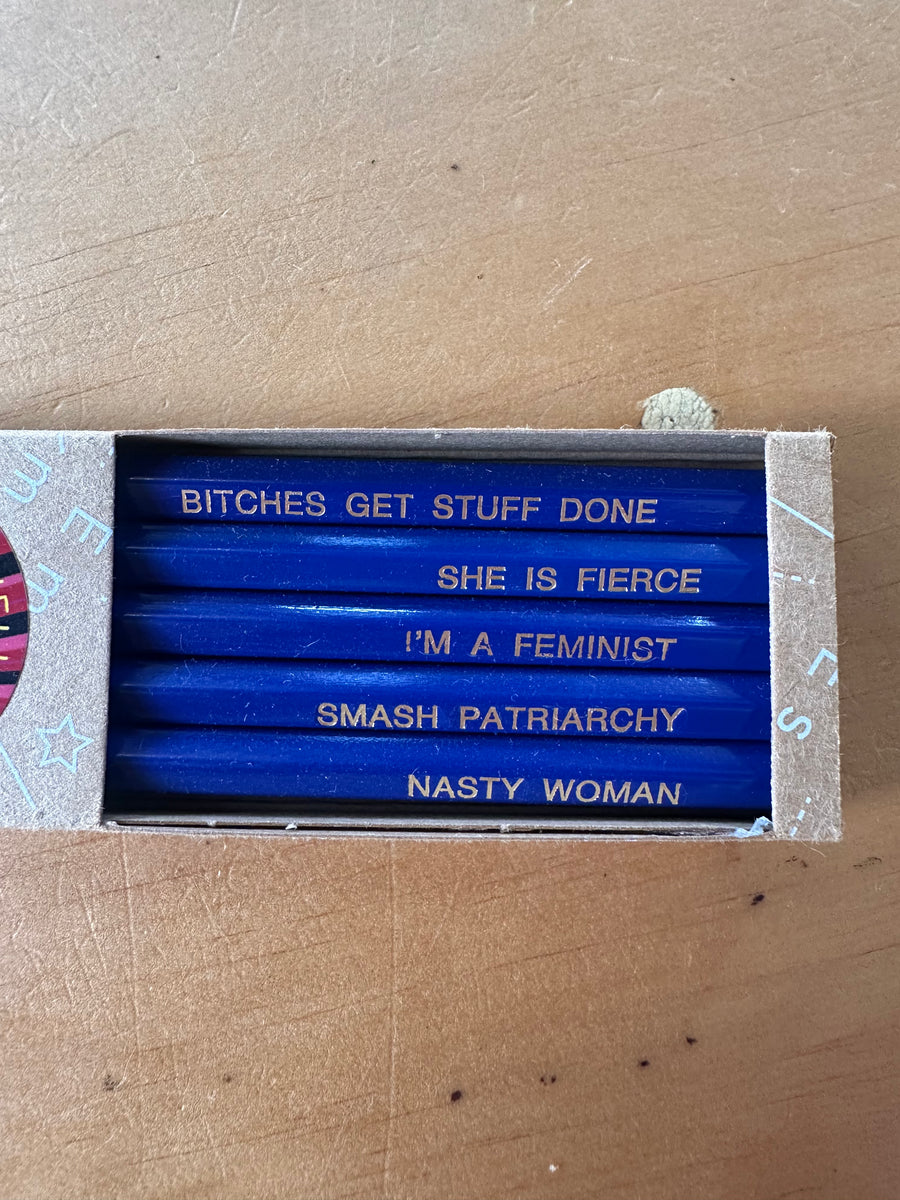 BITCHES GET STUFF DONE
SHE IS FIERCE
I'M A FEMINIST
SMASH PATRIARCHY
NASTY WOMAN